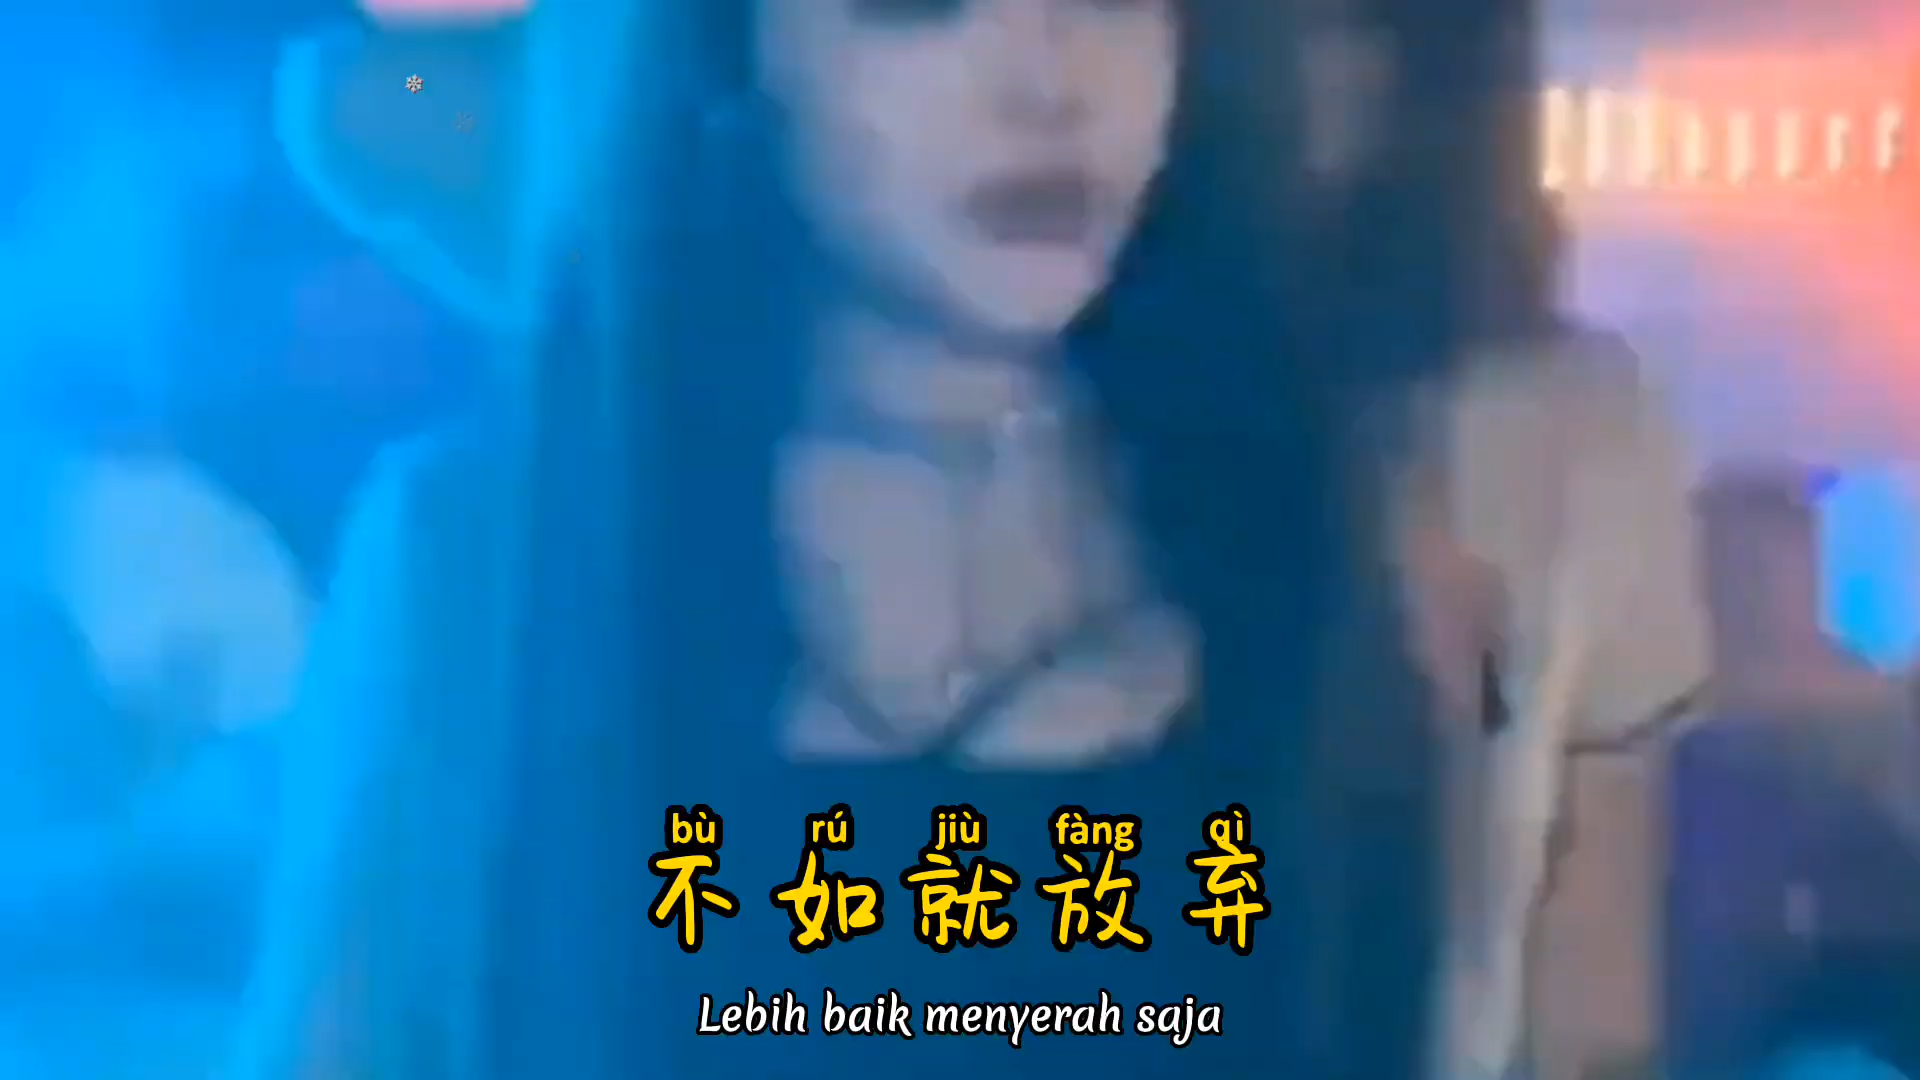 bù rú jiù fàng qì
不如就放弃
Lebih baik menyerah saja